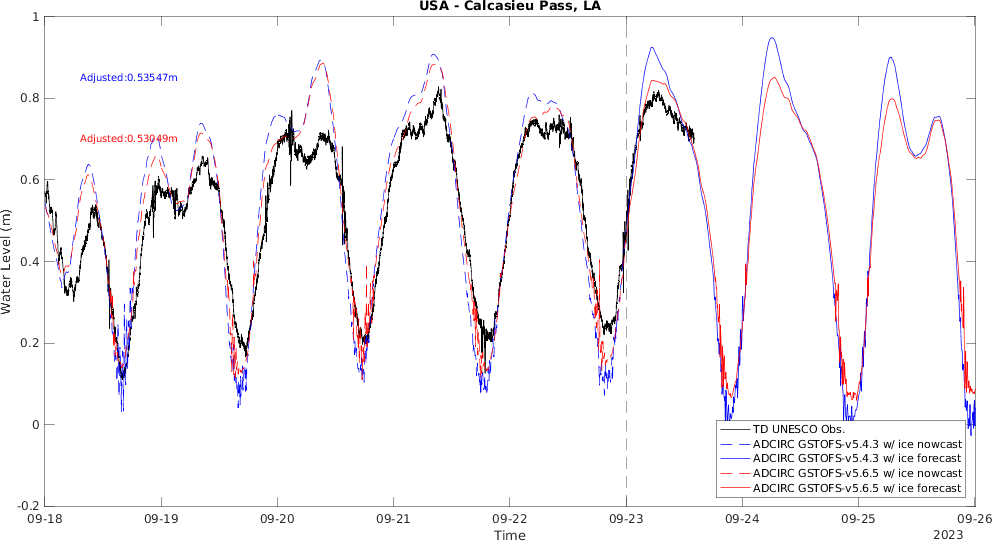 USA - Calcasieu Pass, LA
1
Adjusted:0.53547m
0.8
Adjusted:0.53049m
0.6
0.4
0.2
0
-0.2
Water Level (m)
TD UNESCO Obs.
ADCIRC GSTOFS-v5.4.3 w/ ice nowcast
ADCIRC GSTOFS-v5.4.3 w/ ice forecast
ADCIRC GSTOFS-v5.6.5 w/ ice nowcast
ADCIRC GSTOFS-v5.6.5 w/ ice forecast
09-18 09-19 09-20 09-21 09-22 09-23 09-24 09-25 09-26
Time
2023